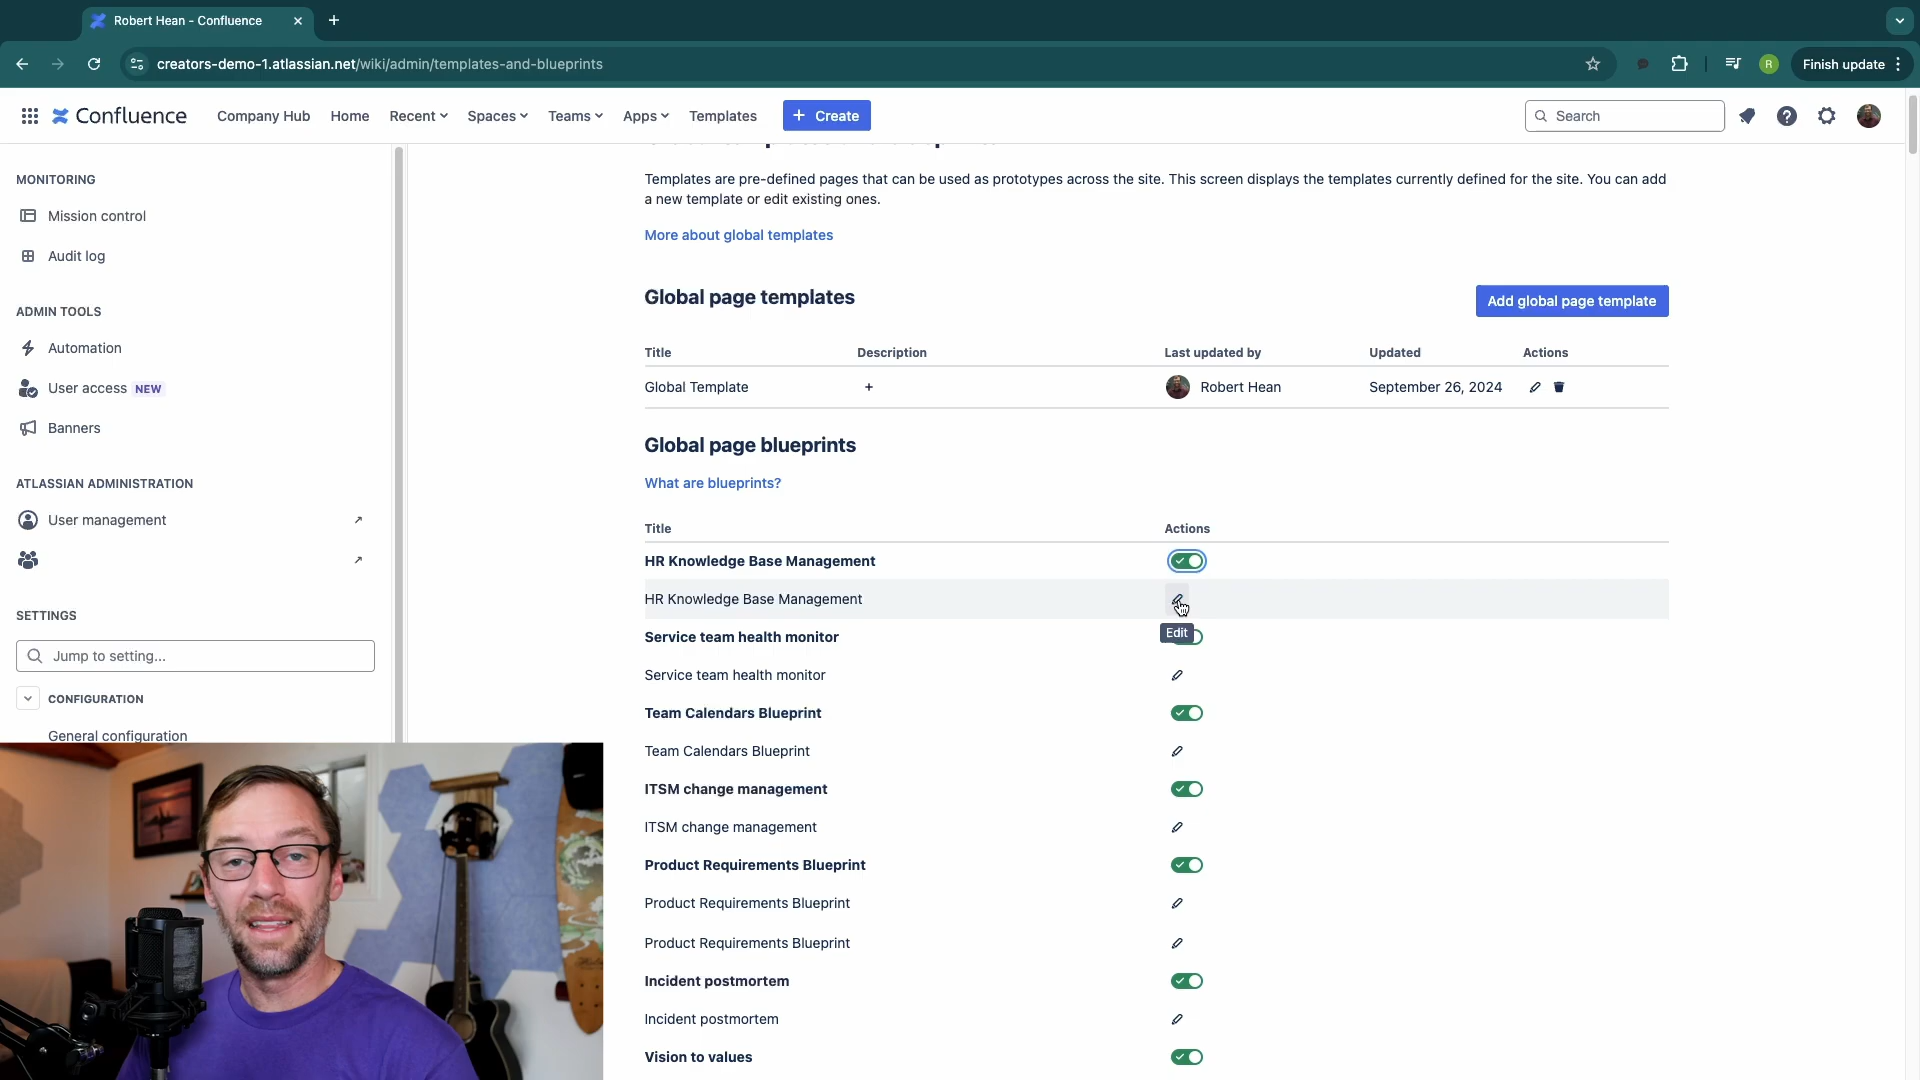 Robert Hean - Confluence
creators-demo-1.atlassian.net/wiki/admin/templates-and-blueprints
R
Finish update
Confluence
Company Hub
Home
Recent
Spaces
Teams
Apps
Templates
+ Create
Search
MONITORING
Mission control
Audit log
ADMIN TOOLS
Automation
User access NEW
Banners
ATLASSIAN ADMINISTRATION
User management
SETTINGS
Jump to setting...
CONFIGURATION
General configuration
Templates are pre-defined pages that can be used as prototypes across the site. This screen displays the templates currently defined for the site. You can add
a new template or edit existing ones.
More about global templates
Global page templates
Add global page template
Title Description Last updated by Updated Actions
Global Template + Robert Hean September 26, 2024
Global page blueprints
What are blueprints?
Title Actions
HR Knowledge Base Management
HR Knowledge Base Management
Edit
Service team health monitor
Service team health monitor
Team Calendars Blueprint
Team Calendars Blueprint
ITSM change management
ITSM change management
Product Requirements Blueprint
Product Requirements Blueprint
Product Requirements Blueprint
Incident postmortem
Incident postmortem
Vision to values